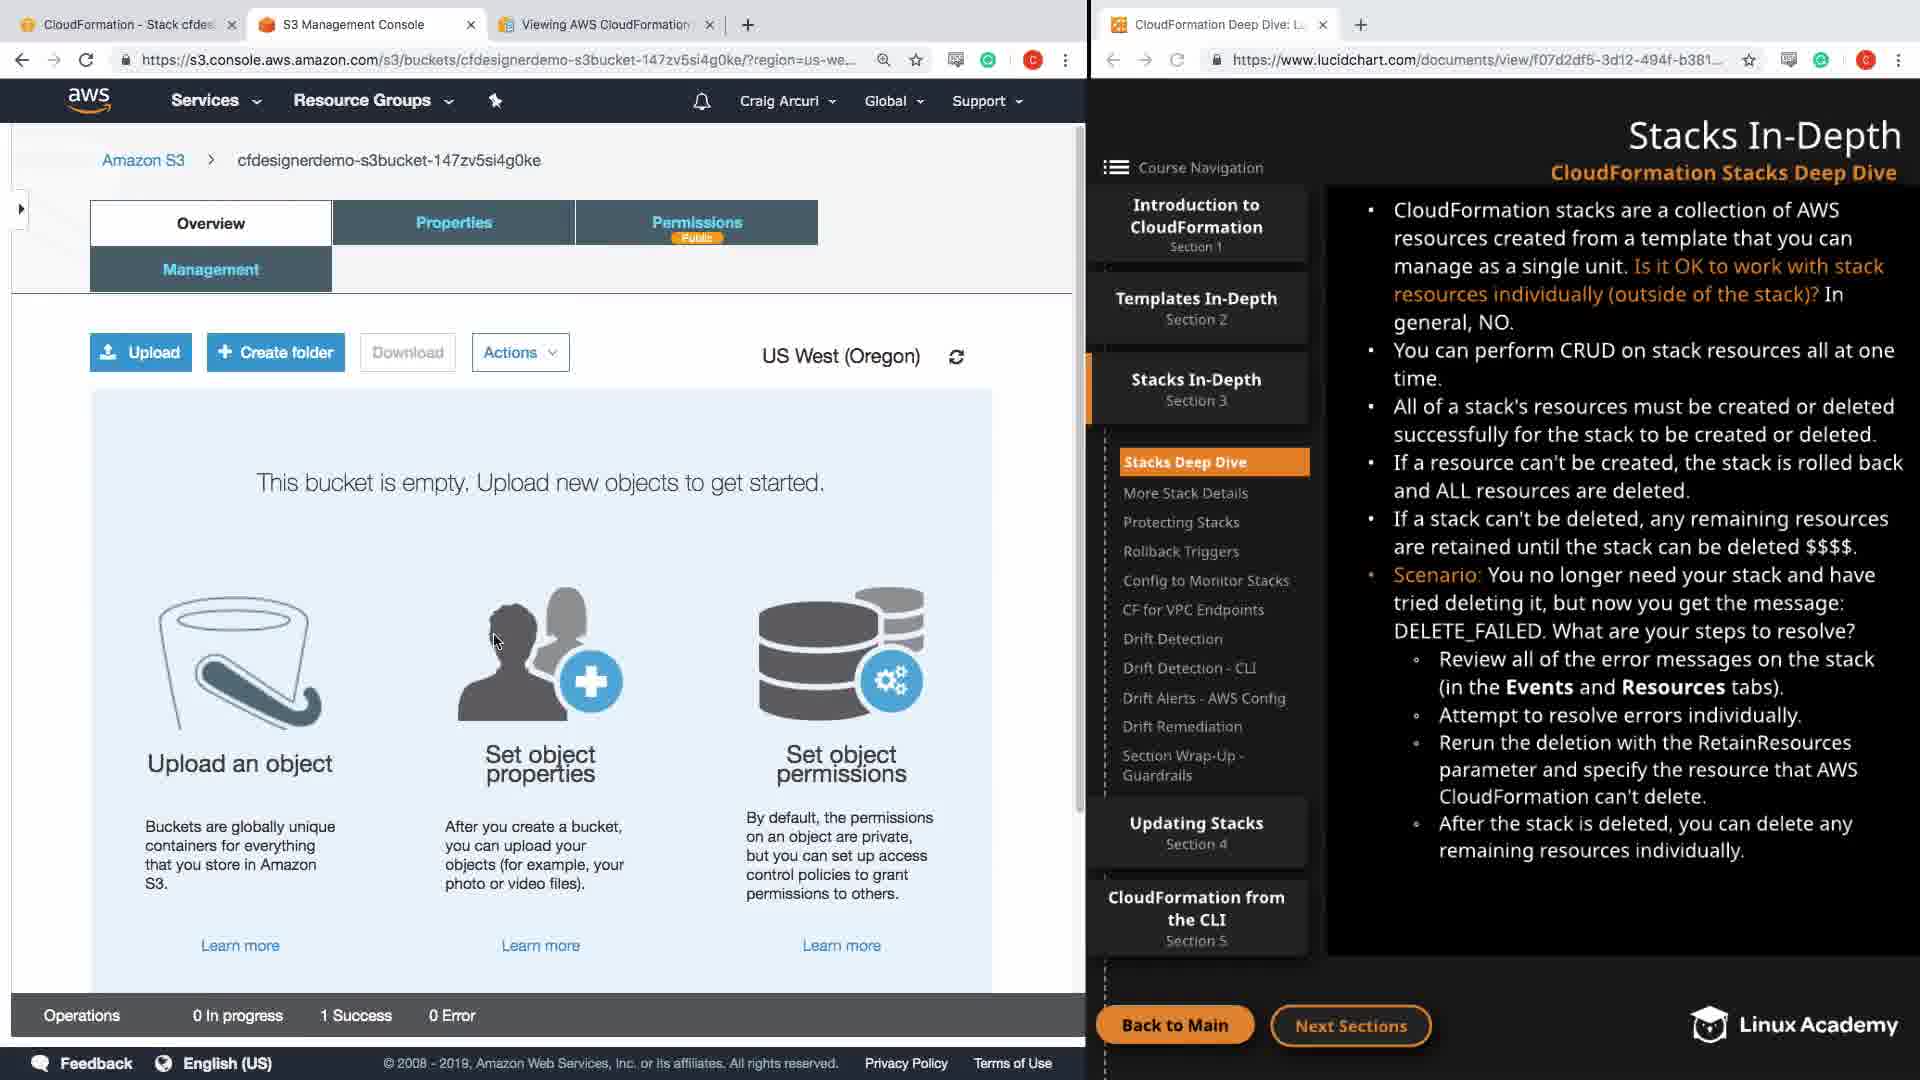 CloudFormation - Stack cfdes
S3 Management Console
Viewing AWS CloudFormation
CloudFormation Deep Dive: L
https://s3.console.aws.amazon.com/s3/buckets/cfdesignerdemo-s3bucket-147zv5si4g0ke/?region=us-we...
C
https://www.lucidchart.com/documents/view/f07d2df5-3d12-494f-b381...
C
aws
Services
Resource Groups
Craig Arcuri
Global
Support
Amazon S3
cfdesignerdemo-s3bucket-147zv5si4g0ke
Overview
Properties
Permissions
Public
Management
Upload
Create folder
Download
Actions
US West (Oregon)
This bucket is empty. Upload new objects to get started.
Upload an object
Buckets are globally unique
containers for everything
that you store in Amazon
S3.
Learn more
Set object
properties
After you create a bucket,
you can upload your
objects (for example, your
photo or video files).
Learn more
Set object
permissions
By default, the permissions
on an object are private,
but you can set up access
control policies to grant
permissions to others.
Learn more
Operations
0 In progress
1 Success
0 Error
Feedback
English (US)
© 2008 - 2019, Amazon Web Services, Inc. or its affiliates. All rights reserved.
Privacy Policy
Terms of Use
Stacks In-Depth
CloudFormation Stacks Deep Dive
Course Navigation
Introduction to
CloudFormation
Section 1
Templates In-Depth
Section 2
Stacks In-Depth
Section 3
Stacks Deep Dive
More Stack Details
Protecting Stacks
Rollback Triggers
Config to Monitor Stacks
CF for VPC Endpoints
Drift Detection
Drift Detection - CLI
Drift Alerts - AWS Config
Drift Remediation
Section Wrap-Up -
Guardrails
Updating Stacks
Section 4
CloudFormation from
the CLI
Section 5
• CloudFormation stacks are a collection of AWS
resources created from a template that you can
manage as a single unit. Is it OK to work with stack
resources individually (outside of the stack)? In
general, NO.
• You can perform CRUD on stack resources all at one
time.
• All of a stack's resources must be created or deleted
successfully for the stack to be created or deleted.
• If a resource can't be created, the stack is rolled back
and ALL resources are deleted.
• If a stack can't be deleted, any remaining resources
are retained until the stack can be deleted $$$$.
• Scenario: You no longer need your stack and have
tried deleting it, but now you get the message:
DELETE_FAILED. What are your steps to resolve?
◦ Review all of the error messages on the stack
(in the Events and Resources tabs).
◦ Attempt to resolve errors individually.
◦ Rerun the deletion with the RetainResources
parameter and specify the resource that AWS
CloudFormation can't delete.
◦ After the stack is deleted, you can delete any
remaining resources individually.
Back to Main
Next Sections
Linux Academy